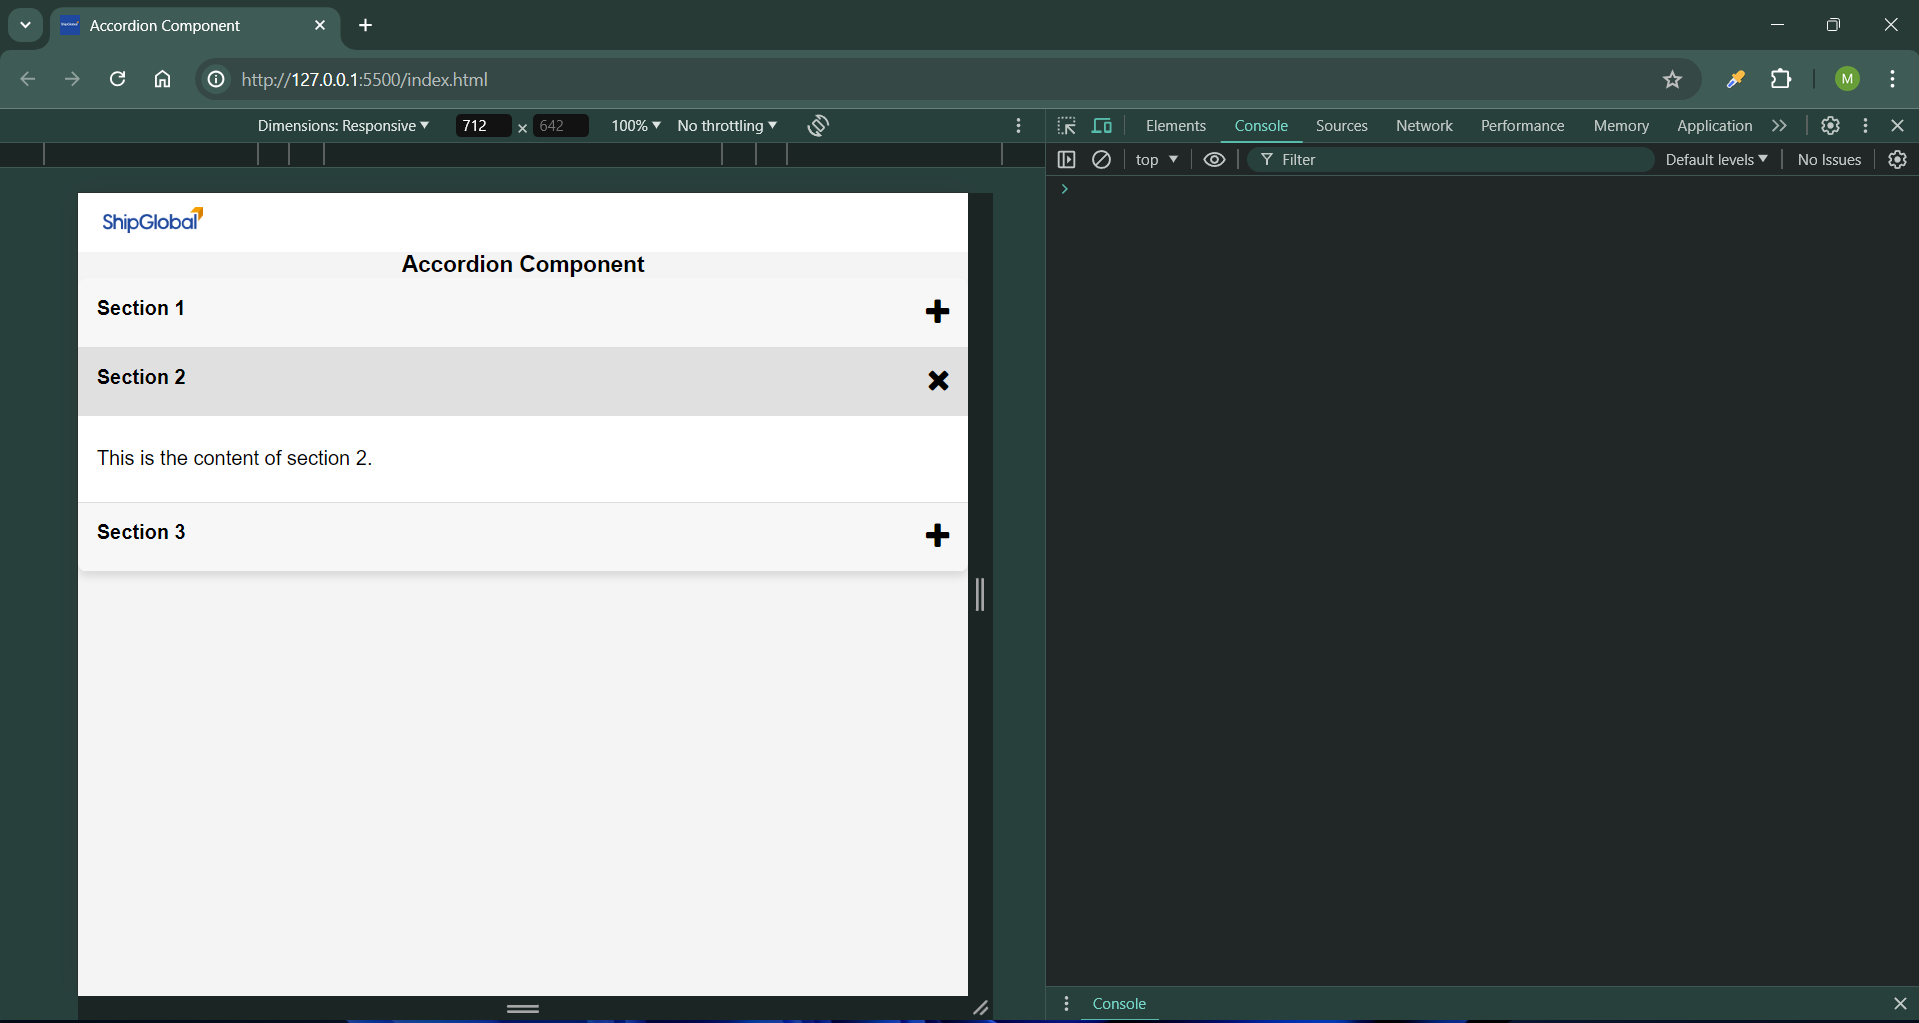 Accordion Component
http://127.0.0.1:5500/index.html
M
Dimensions: Responsive
712
×
642
100%
No throttling
Elements
Console
Sources
Network
Performance
Memory
Application
top
Filter
Default levels
No Issues
ShipGlobal
Accordion Component
Section 1
Section 2
This is the content of section 2.
Section 3
Console